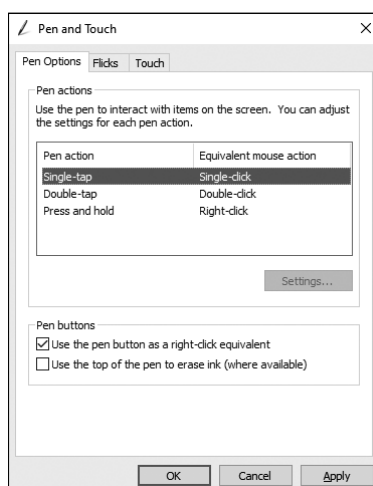 Pen and Touch
Pen Options Flicks Touch
Pen actions
Use the pen to interact with items on the screen. You can adjust
the settings for each pen action.
Pen action Equivalent mouse action
Single-tap Single-click
Double-tap Double-click
Press and hold Right-click
Settings...
Pen buttons
Use the pen button as a right-click equivalent
Use the top of the pen to erase ink (where available)
OK Cancel Apply